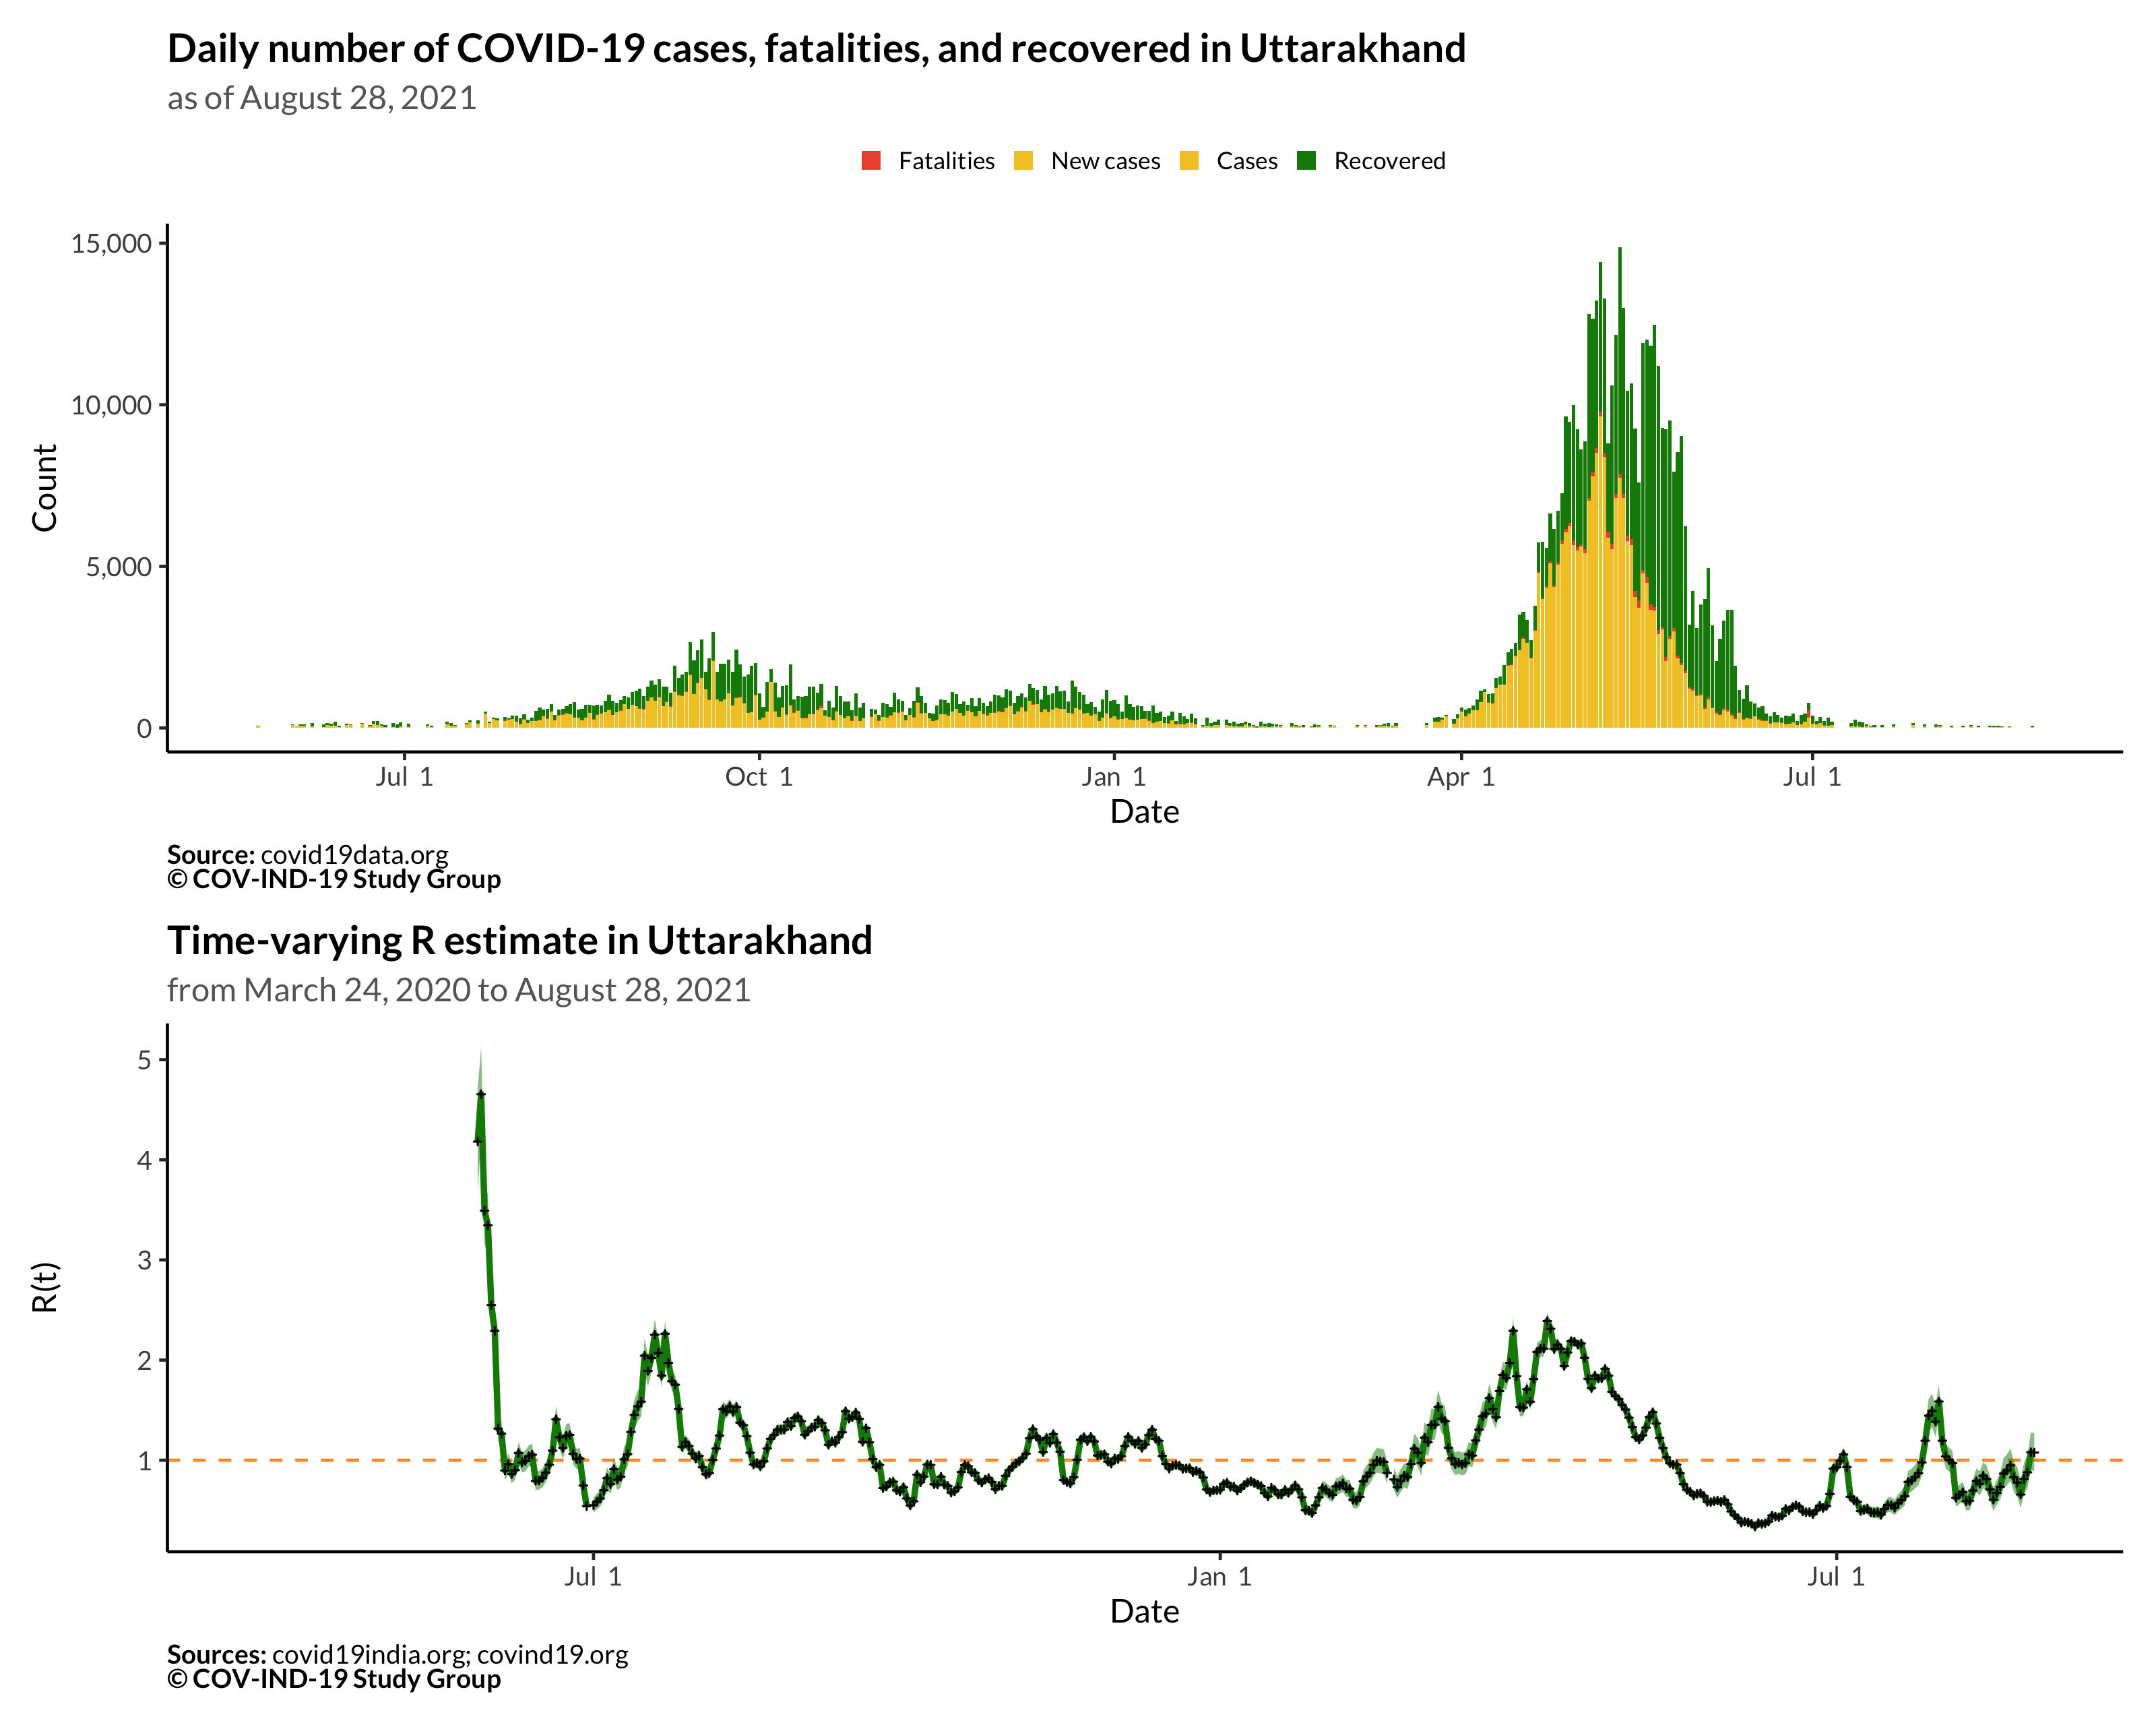 Daily number of COVID-19 cases, fatalities, and recovered in Uttarakhand
as of August 28, 2021
Fatalities New cases Cases Recovered
15,000
10,000
5,000
0
Count
Jul 1 Oct 1 Jan 1 Apr 1 Jul 1
Date
Source: covid19data.org
© COV-IND-19 Study Group
Time-varying R estimate in Uttarakhand
from March 24, 2020 to August 28, 2021
5
4
3
2
1
R(t)
Jul 1 Jan 1 Jul 1
Date
Sources: covid19india.org; covind19.org
© COV-IND-19 Study Group